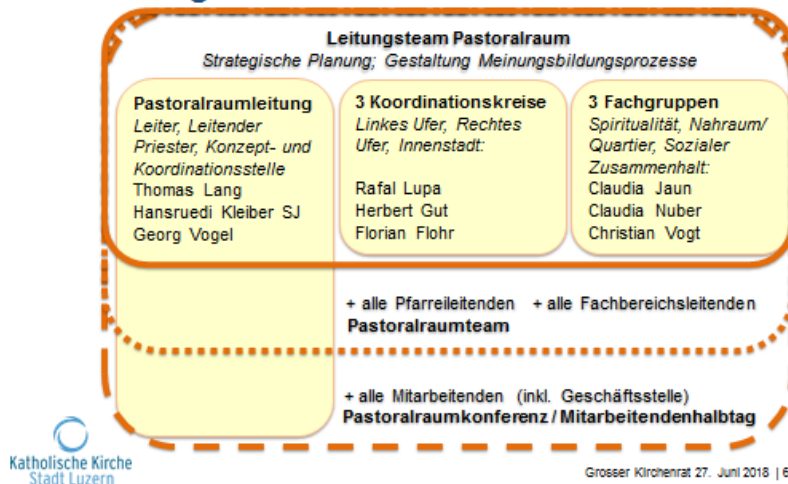 Leitungsteam Pastoralraum
Strategische Planung; Gestaltung Meinungsbildungsprozesse
Pastoralraumleitung
Leiter, Leitender
Priester, Konzept- und
Koordinationsstelle
Thomas Lang
Hansruedi Kleiber SJ
Georg Vogel
3 Koordinationskreise
Linkes Ufer, Rechtes
Ufer, Innenstadt:
Rafal Lupa
Herbert Gut
Florian Flohr
3 Fachgruppen
Spiritualität, Nahraum/
Quartier, Sozialer
Zusammenhalt:
Claudia Jaun
Claudia Nuber
Christian Vogt
+ alle Pfarreileitenden + alle Fachbereichsleitenden
Pastoralraumteam
+ alle Mitarbeitenden (inkl. Geschäftsstelle)
Pastoralraumkonferenz / Mitarbeitendenhalbtag
Katholische Kirche
Stadt Luzern
Grosser Kirchenrat 27. Juni 2018 | 6